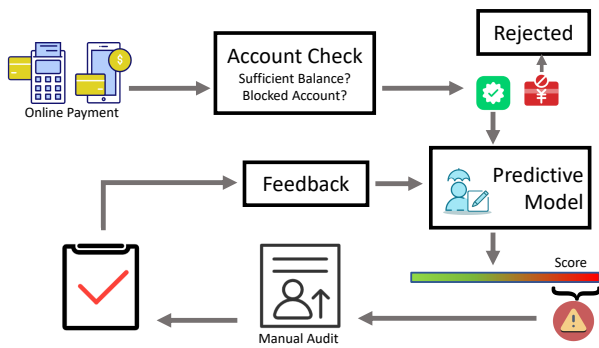 Rejected
Account Check
Sufficient Balance?
Blocked Account?
$
Online Payment
¥
Feedback
Predictive
Model
Score
Manual Audit